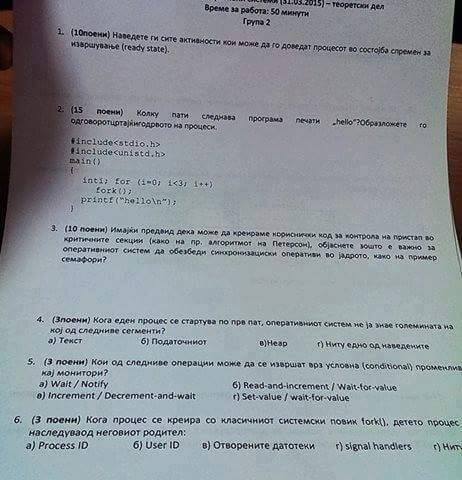 (31.03.2015) – теоретски дел
Време за работа: 50 минути
Група 2
1. (10поени) Наведете ги сите активности кои може да го доведат процесот во состојба спремен за
извршување (ready state).
2. (15 поени) Колку пати следнава програма печати „hello"?Образложете го
одговоротцртајќигодрвото на процеси.
#include<stdio.h>
#include<unistd.h>
main()
{
inti; for (i=0; i<3; i++)
fork();
printf("hello\n");
}
3. (10 поени) Имајќи предвид дека може да креираме кориснички код за контрола на пристап во
критичните секции (како на пр. алгоритмот на Петерсон), објаснете зошто е важно за
оперативниот систем да обезбеди синхронизациски оперативи во јадрото, како на пример
семафори?
4. (3поени) Кога еден процес се стартува по прв пат, оперативниот систем не ја знае големината на
кој од следниве сегменти?
а) Текст б) Податочниот в)Heap г) Ниту едно од наведените
5. (3 поени) Кои од следниве операции може да се извршат врз условна (conditional) променлива
кај монитори?
а) Wait / Notify б) Read-and-increment / Wait-for-value
в) Increment / Decrement-and-wait г) Set-value / wait-for-value
6. (3 поени) Кога процес се креира со класичниот системски повик fork(), детето процес
наследуваод неговиот родител:
а) Process ID б) User ID в) Отворените датотеки г) signal handlers г) Ниту